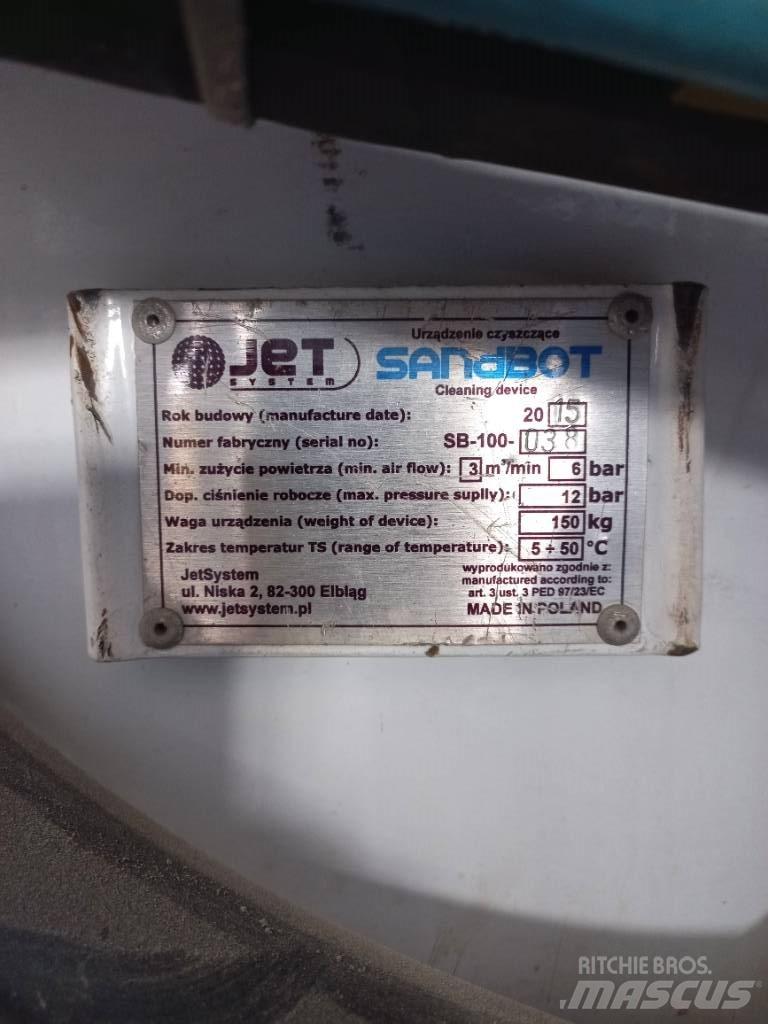 Urządzenie czyszczące
JET SYSTEM SANdBOT
Cleaning device
Rok budowy (manufacture date): 20 15
Numer fabryczny (serial no): SB-100- 038
Min. zużycie powietrza (min. air flow): 3 m³/min 6 bar
Dop. ciśnienie robocze (max. pressure suplly): 12 bar
Waga urządzenia (weight of device): 150 kg
Zakres temperatur TS (range of temperature): 5 ÷ 50 °C
JetSystem
ul. Niska 2, 82-300 Elbląg
www.jetsystem.pl
wyprodukowano zgodnie z:
manufactured according to:
art. 3 ust. 3 PED 97/23/EC
MADE IN POLAND
RITCHIE BROS.
MASCUS